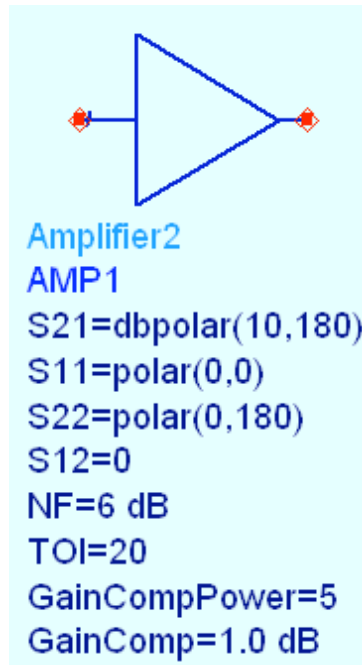 Amplifier2
AMP1
S21=dbpolar(10,180)
S11=polar(0,0)
S22=polar(0,180)
S12=0
NF=6 dB
TOI=20
GainCompPower=5
GainComp=1.0 dB